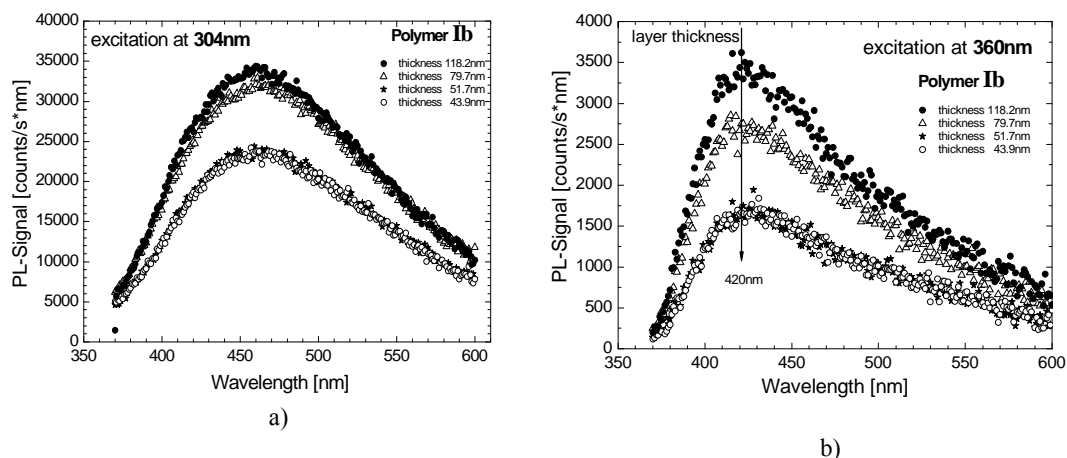 excitation at 304nm
Polymer Ib
thickness 118.2nm
thickness 79.7nm
thickness 51.7nm
thickness 43.9nm
PL-Signal [counts/s*nm]
40000
35000
30000
25000
20000
15000
10000
5000
0
350 400 450 500 550 600
Wavelength [nm]
a)
layer thickness
excitation at 360nm
Polymer Ib
thickness 118.2nm
thickness 79.7nm
thickness 51.7nm
thickness 43.9nm
420nm
PL-Signal [counts/s*nm]
4000
3500
3000
2500
2000
1500
1000
500
0
350 400 450 500 550 600
Wavelength [nm]
b)